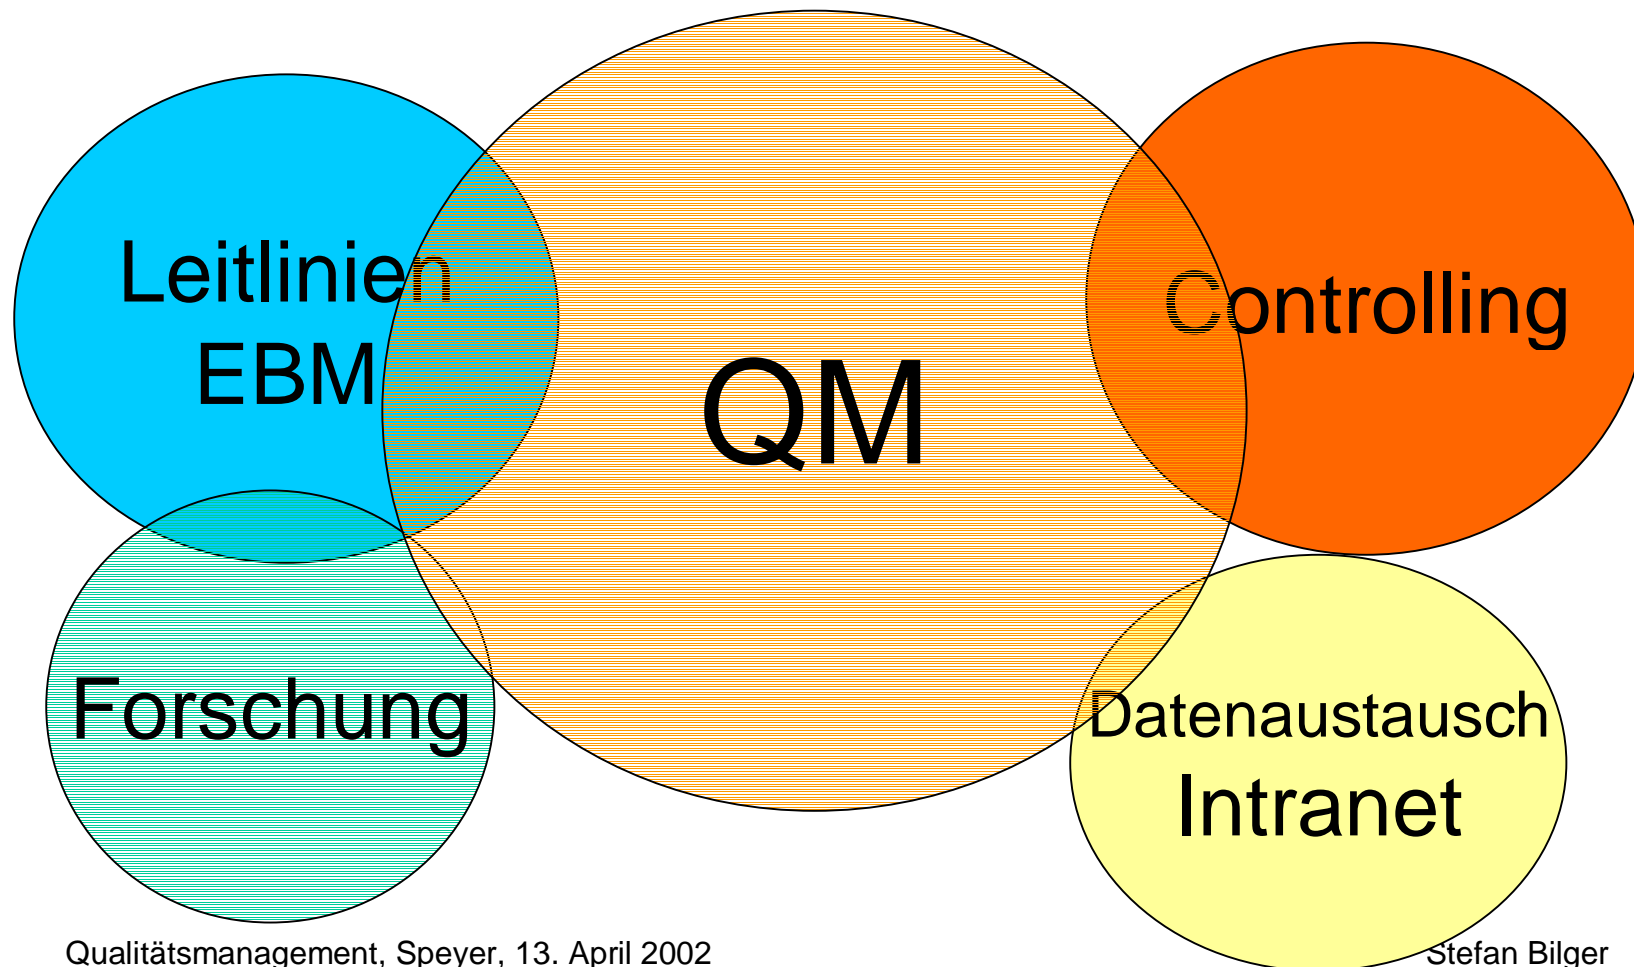 Leitlinien
EBM
QM
Controlling
Forschung
Datenaustausch
Intranet
Qualitätsmanagement, Speyer, 13. April 2002
Stefan Bilger